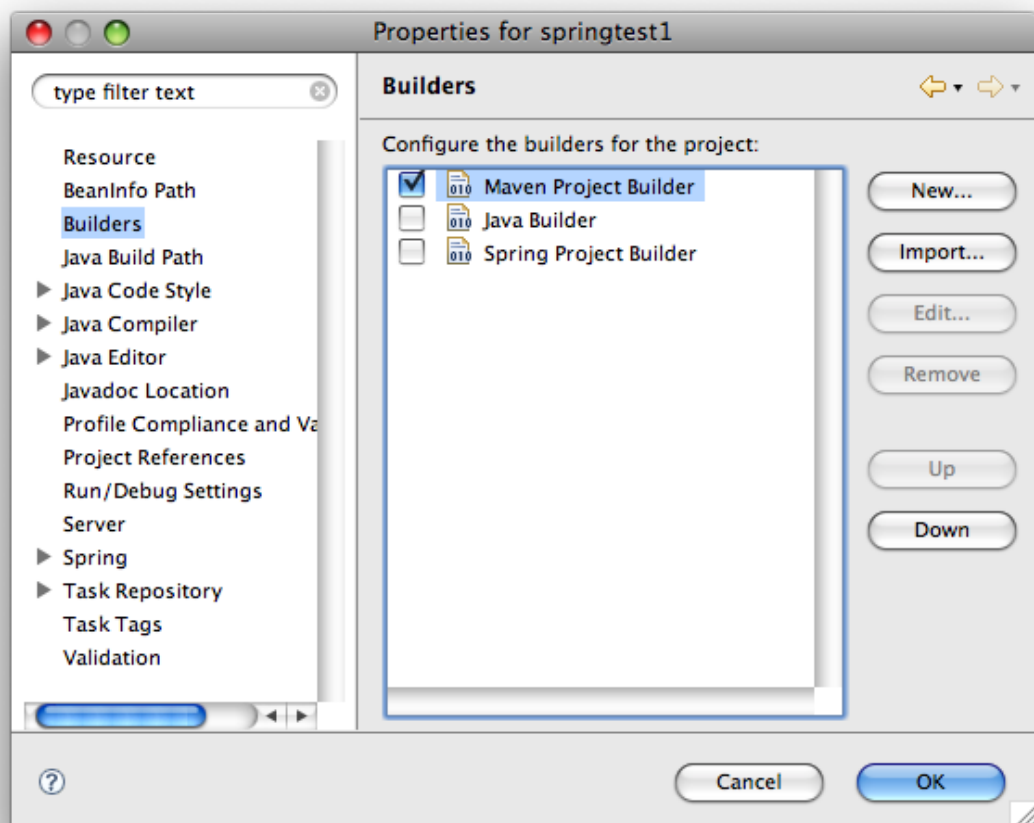 Properties for springtest1
type filter text
Resource
BeanInfo Path
Builders
Java Build Path
Java Code Style
Java Compiler
Java Editor
Javadoc Location
Profile Compliance and Va
Project References
Run/Debug Settings
Server
Spring
Task Repository
Task Tags
Validation
Builders
Configure the builders for the project:
010 Maven Project Builder
010 Java Builder
010 Spring Project Builder
New...
Import...
Edit...
Remove
Up
Down
?
Cancel
OK